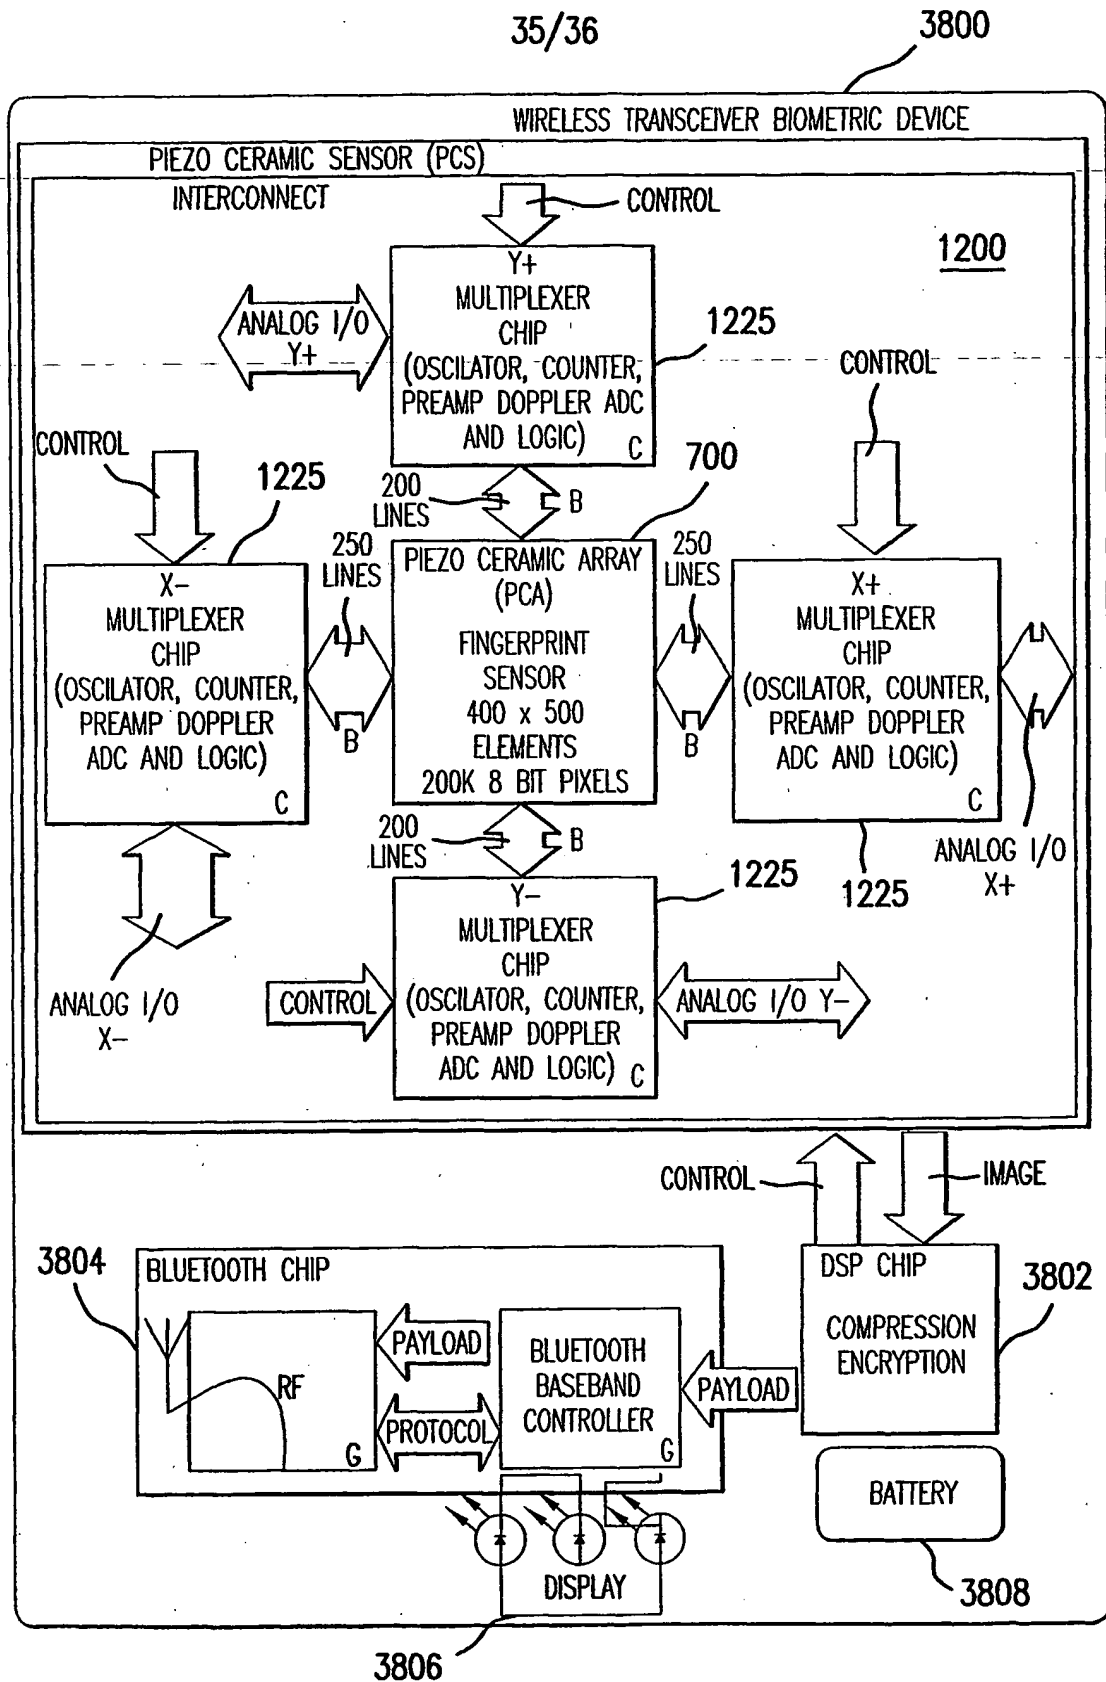 35/36
3800
WIRELESS TRANSCEIVER BIOMETRIC DEVICE
PIEZO CERAMIC SENSOR (PCS)
INTERCONNECT
CONTROL
1200
Y+
MULTIPLEXER
CHIP
(OSCILATOR, COUNTER,
PREAMP DOPPLER ADC
AND LOGIC)
C
ANALOG I/O
Y+
1225
CONTROL
CONTROL
1225
200
LINES
B
700
250
LINES
250
LINES
X-
MULTIPLEXER
CHIP
(OSCILATOR, COUNTER,
PREAMP DOPPLER
ADC AND LOGIC)
C
B
PIEZO CERAMIC ARRAY
(PCA)
FINGERPRINT
SENSOR
400 x 500
ELEMENTS
200K 8 BIT PIXELS
B
X+
MULTIPLEXER
CHIP
(OSCILATOR, COUNTER,
PREAMP DOPPLER
ADC AND LOGIC)
C
200
LINES
B
1225
1225
ANALOG I/O
X+
Y-
MULTIPLEXER
CHIP
(OSCILATOR, COUNTER,
PREAMP DOPPLER
ADC AND LOGIC)
C
ANALOG I/O
X-
CONTROL
ANALOG I/O Y-
CONTROL
IMAGE
3804
BLUETOOTH CHIP
RF
G
PAYLOAD
PROTOCOL
BLUETOOTH
BASEBAND
CONTROLLER
G
PAYLOAD
DSP CHIP
COMPRESSION
ENCRYPTION
3802
BATTERY
3808
DISPLAY
3806